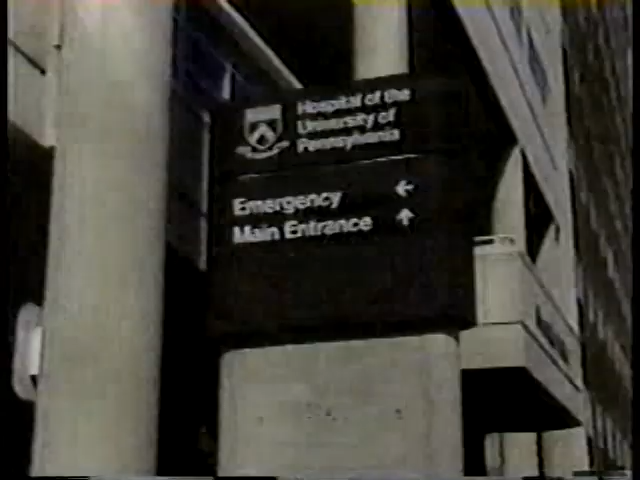 Hospital of the
University of
Pennsylvania
Emergency ←
Main Entrance ↑